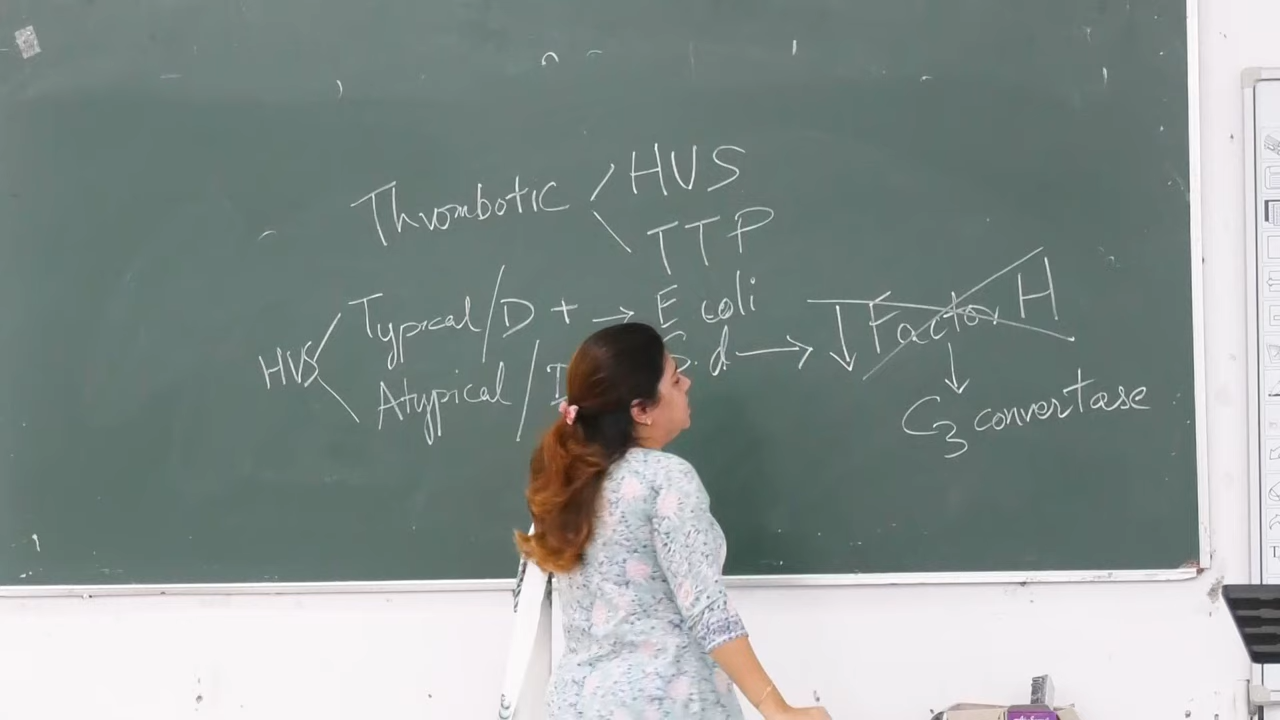 Thrombotic HUS
TTP
HUS Typical/D + → E coli
Atypical/ S.d → ↓ Factor H
↓
C3 convertase